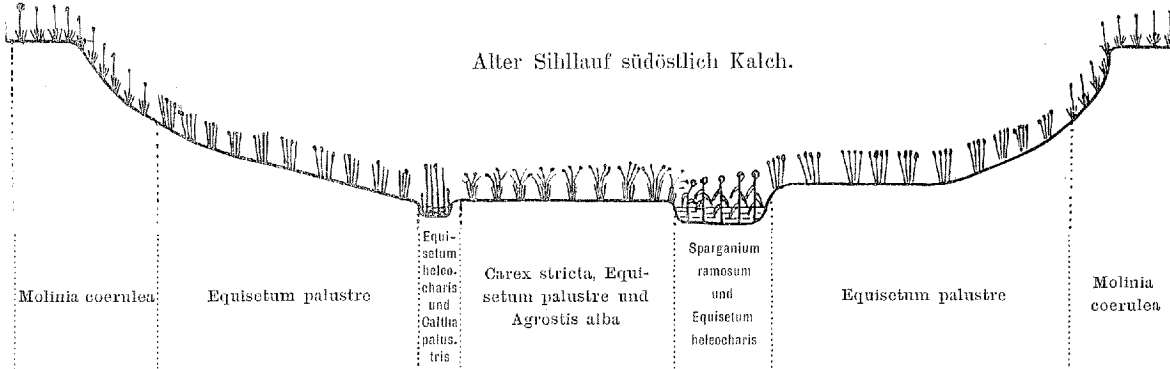 Alter Sihllauf südöstlich Kalch.
Molinia coerulea
Equisetum palustre
Equi-
setum
heleo-
charis
und
Caltha
palus-
tris
Carex stricta, Equi-
setum palustre und
Agrostis alba
Sparganium
ramosum
und
Equisetum
heleocharis
Equisetum palustre
Molinia
coerulea